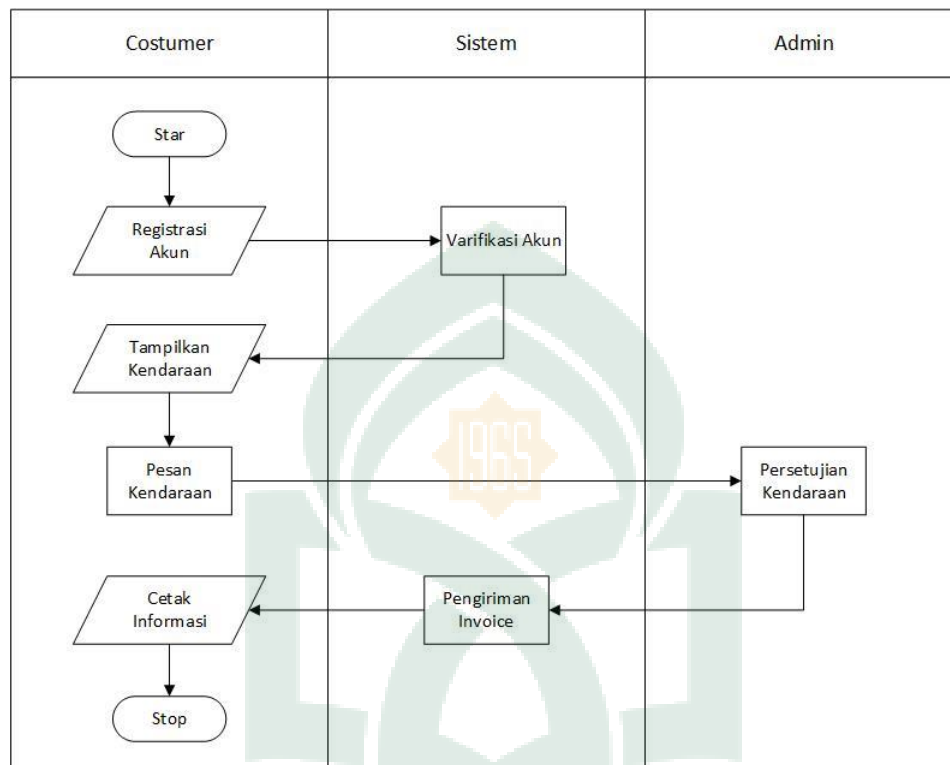 Costumer
Sistem
Admin
Star
Registrasi
Akun
Varifikasi Akun
Tampilkan
Kendaraan
Pesan
Kendaraan
Persetujian
Kendaraan
Cetak
Informasi
Pengiriman
Invoice
Stop
1965